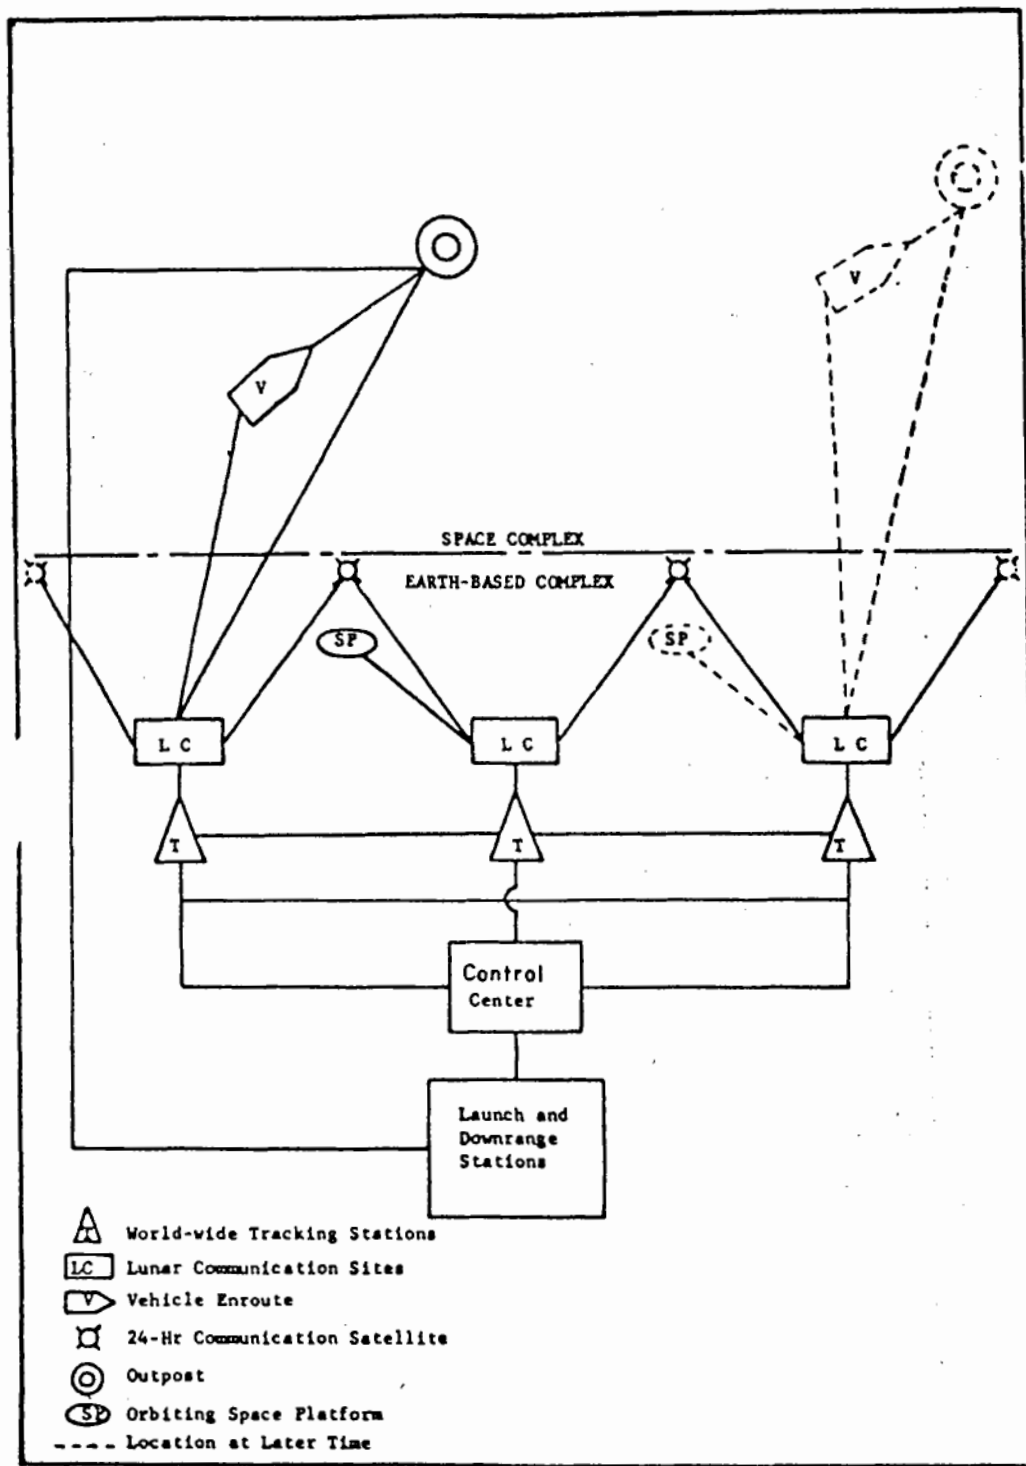 V
V
SPACE COMPLEX
EARTH-BASED COMPLEX
SP
SP
L C
L C
L C
T
T
T
Control
Center
Launch and
Downrange
Stations
T World-wide Tracking Stations
LC Lunar Communication Sites
V Vehicle Enroute
24-Hr Communication Satellite
Outpost
SP Orbiting Space Platform
Location at Later Time